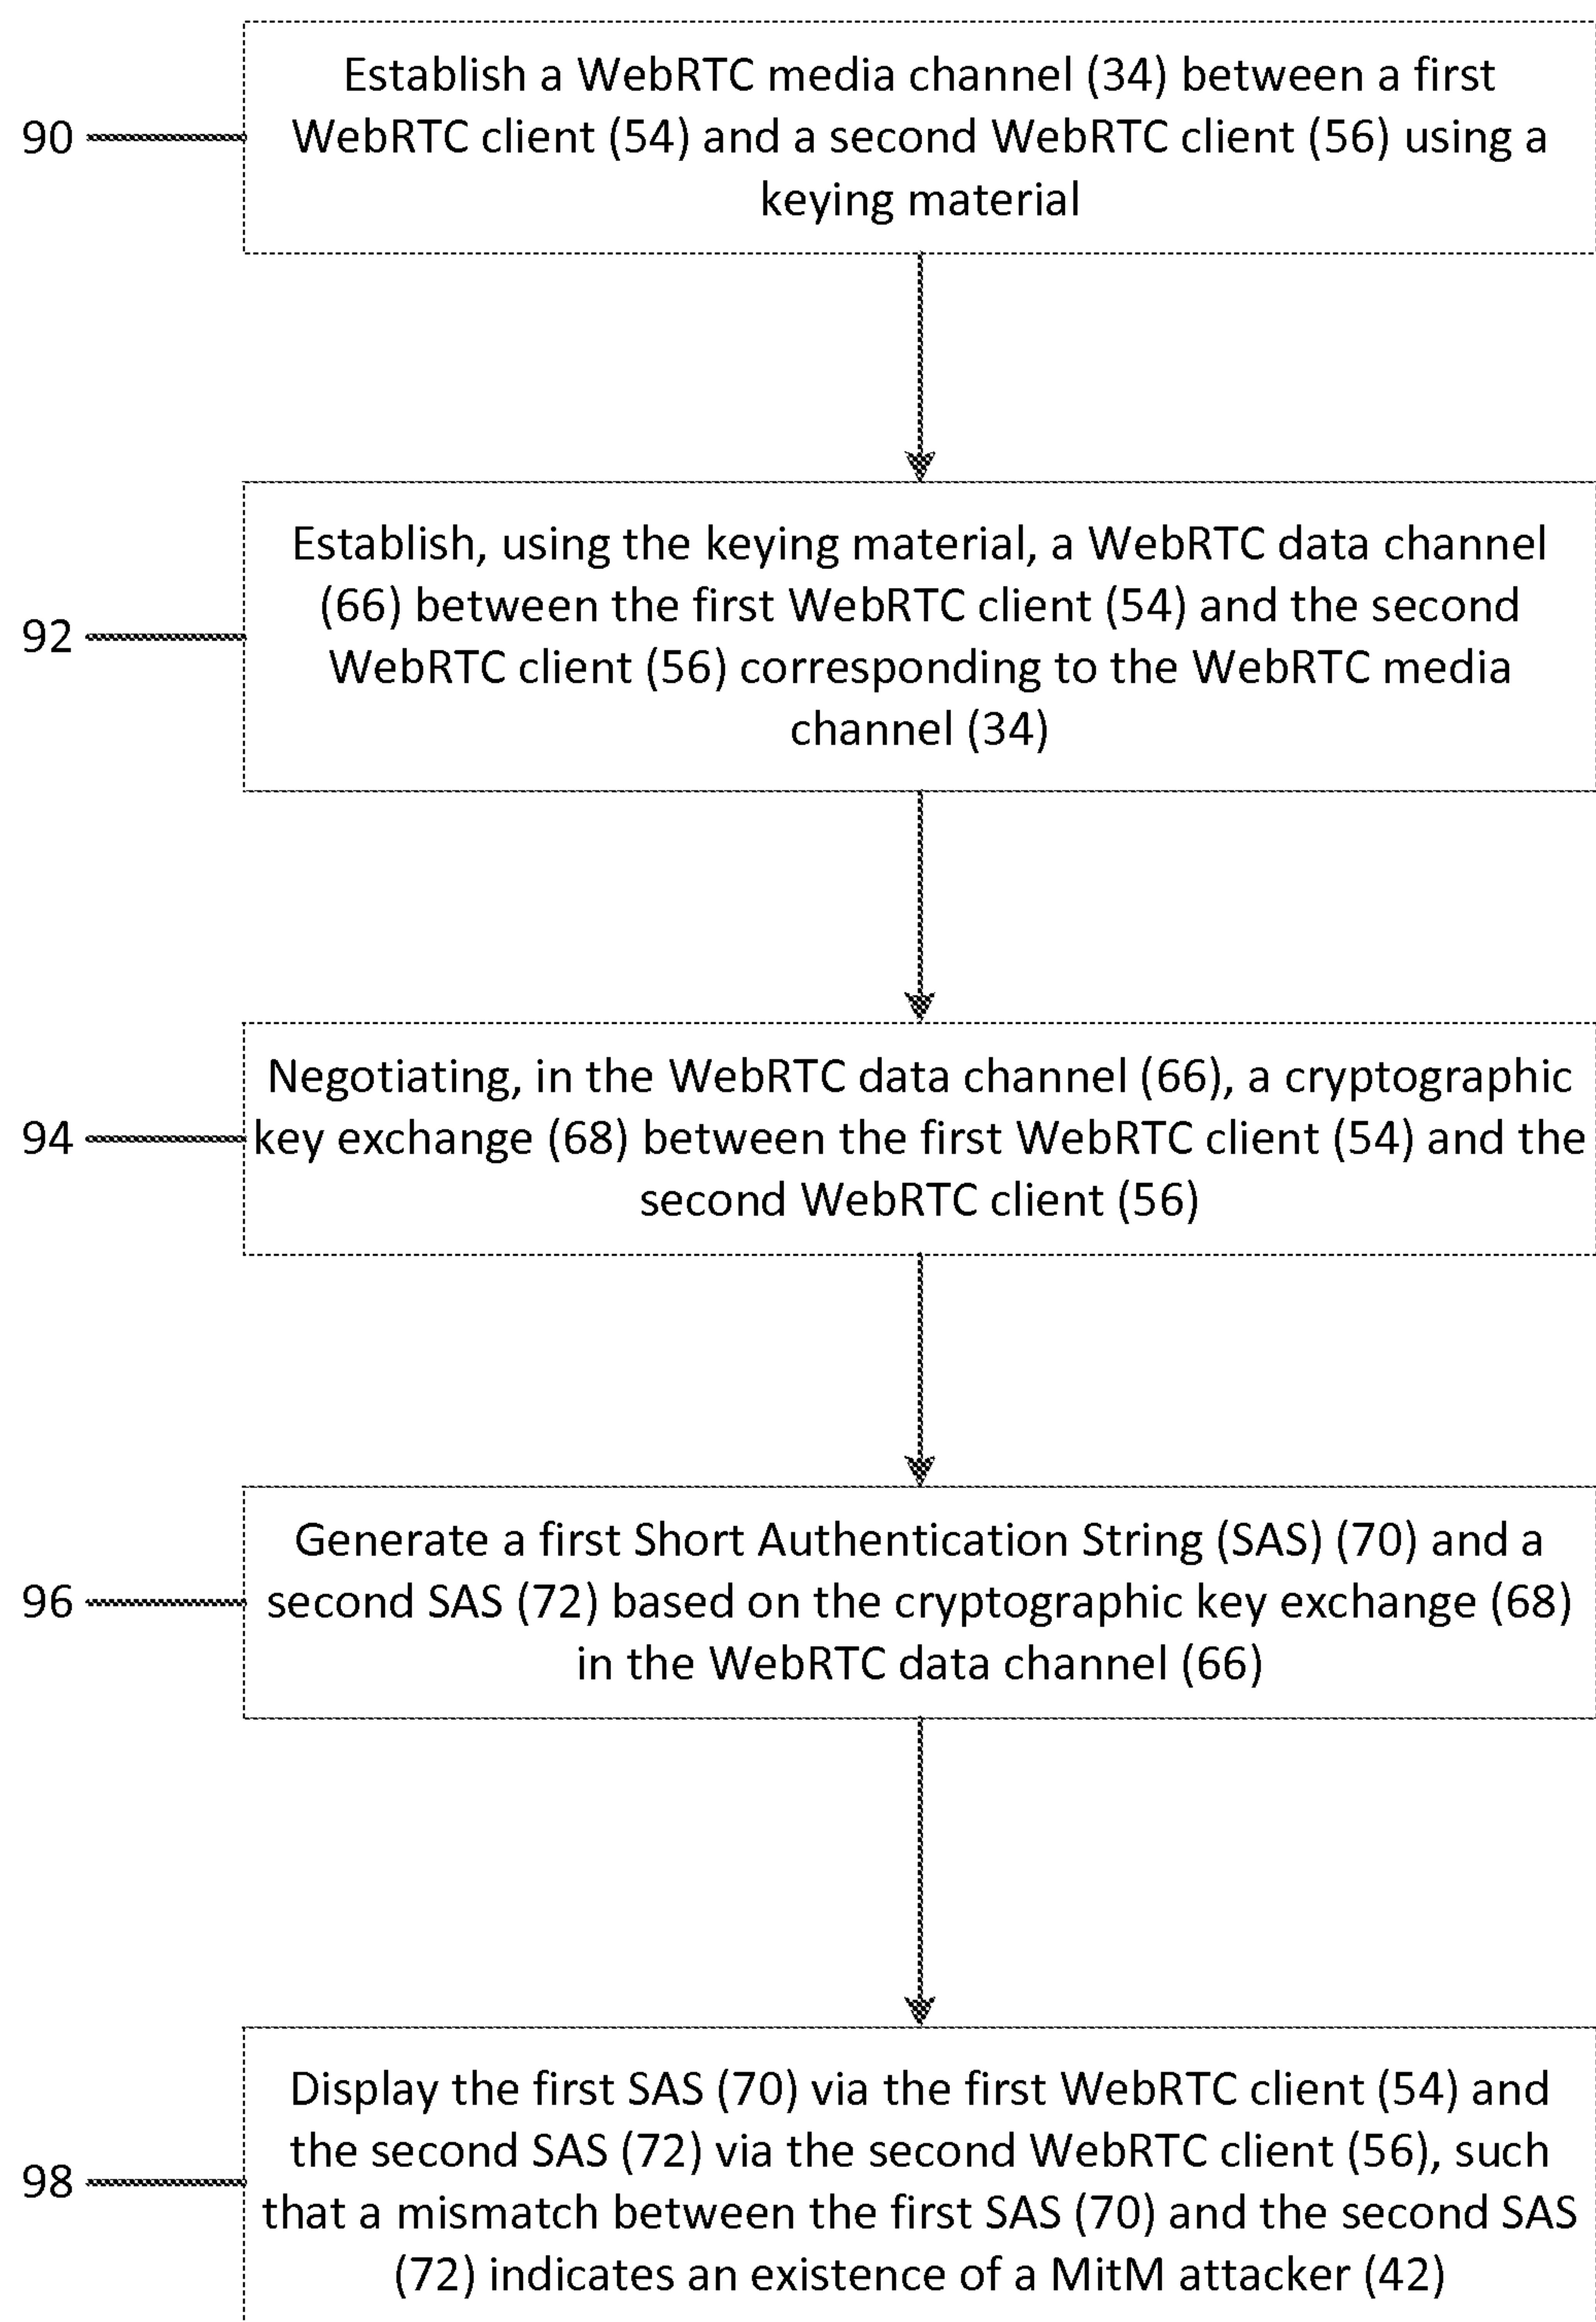 Establish a WebRTC media channel (34) between a first
90
WebRTC client (54) and a second WebRTC client (56) using a
keying material
Establish, using the keying material, a WebRTC data channel
(66) between the first WebRTC client (54) and the second
92
WebRTC client (56) corresponding to the WebRTC media
channel (34)
Negotiating, in the WebRTC data channel (66), a cryptographic
94
key exchange (68) between the first WebRTC client (54) and the
second WebRTC client (56)
Generate a first Short Authentication String (SAS) (70) and a
96
second SAS (72) based on the cryptographic key exchange (68)
in the WebRTC data channel (66)
Display the first SAS (70) via the first WebRTC client (54) and
the second SAS (72) via the second WebRTC client (56), such
98
that a mismatch between the first SAS (70) and the second SAS
(72) indicates an existence of a MitM attacker (42)